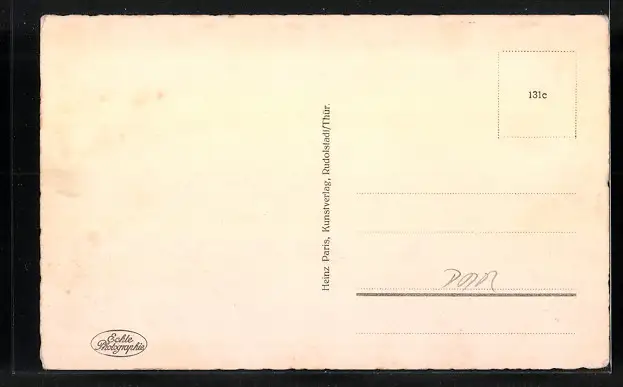 131c
Heinz Paris, Kunstverlag, Rudolstadt/Thür.
Echte
Photographie